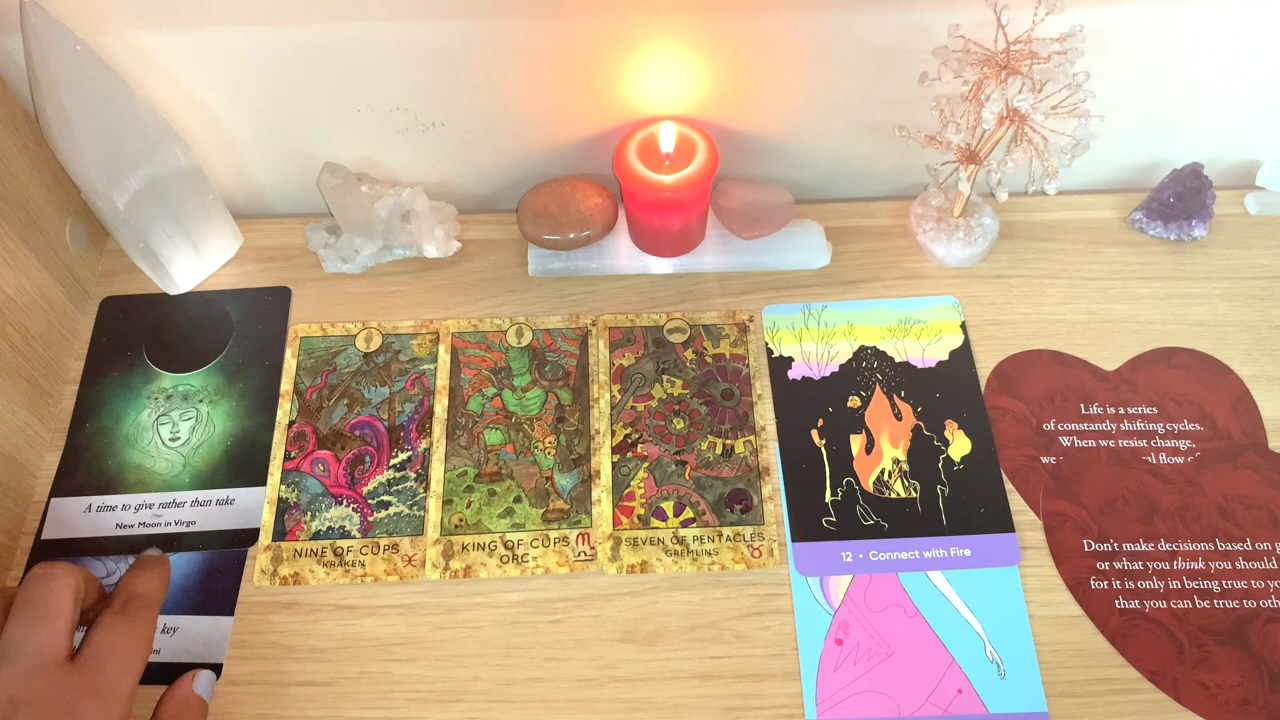 A time to give rather than take
New Moon in Virgo
key
NINE OF CUPS
KRAKEN
KING OF CUPS
ORC
SEVEN OF PENTACLES
GREMLINS
12 • Connect with Fire
Life is a series
of constantly shifting cycles.
When we resist change,
we
flow of
Don't make decisions based on
or what you think you should
for it is only in being true to
that you can be true to